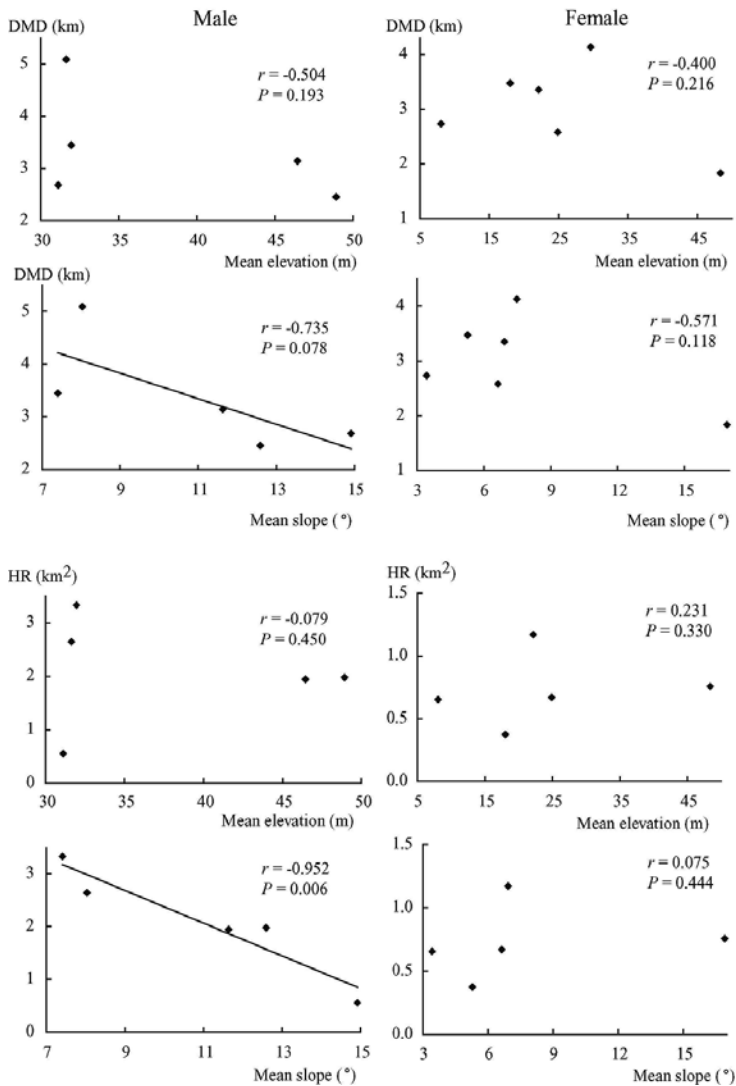 Male
Female
DMD (km)
5
4
3
2
r = -0.504
P = 0.193
30 35 40 45 50
Mean elevation (m)
DMD (km)
4
3
2
1
r = -0.400
P = 0.216
5 15 25 35 45
Mean elevation (m)
DMD (km)
5
4
3
2
r = -0.735
P = 0.078
7 9 11 13 15
Mean slope (°)
4
3
2
1
r = -0.571
P = 0.118
3 6 9 12 15
Mean slope (°)
HR (km²)
3
2
1
0
r = -0.079
P = 0.450
30 35 40 45 50
Mean elevation (m)
HR (km²)
1.5
1.0
0.5
0.0
r = 0.231
P = 0.330
5 15 25 35 45
Mean elevation (m)
3
2
1
0
r = -0.952
P = 0.006
7 9 11 13 15
Mean slope (°)
1.5
1.0
0.5
0.0
r = 0.075
P = 0.444
3 6 9 12 15
Mean slope (°)